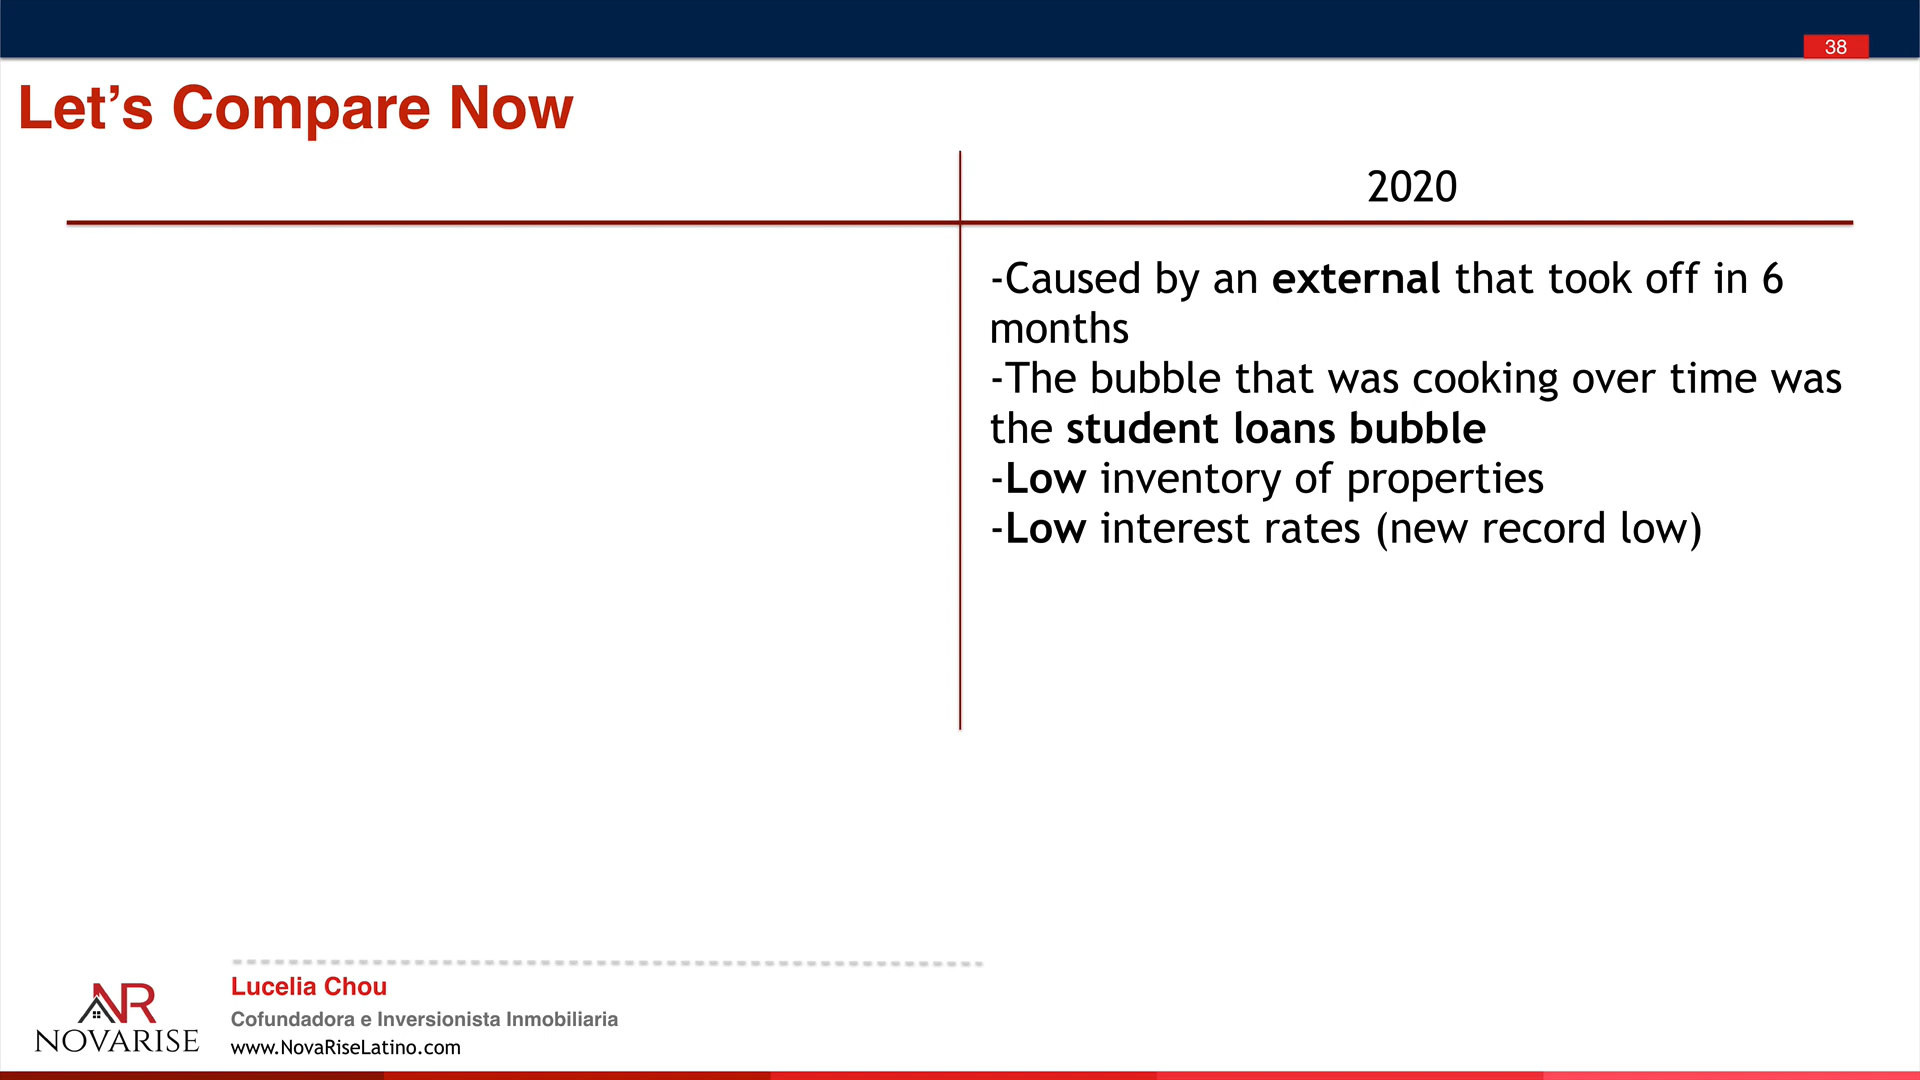 38
Let’s Compare Now
2020
-Caused by an external that took off in 6
months
-The bubble that was cooking over time was
the student loans bubble
-Low inventory of properties
-Low interest rates (new record low)
NR
NOVARISE
Lucelia Chou
Cofundadora e Inversionista Inmobiliaria
www.NovaRiseLatino.com